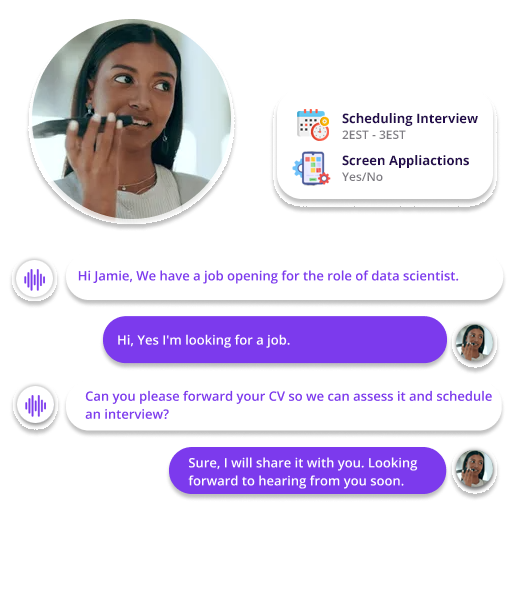 Scheduling Interview
2EST - 3EST
Screen Appliactions
Yes/No
Hi Jamie, We have a job opening for the role of data scientist.
Hi, Yes I'm looking for a job.
Can you please forward your CV so we can assess it and schedule
an interview?
Sure, I will share it with you. Looking
forward to hearing from you soon.